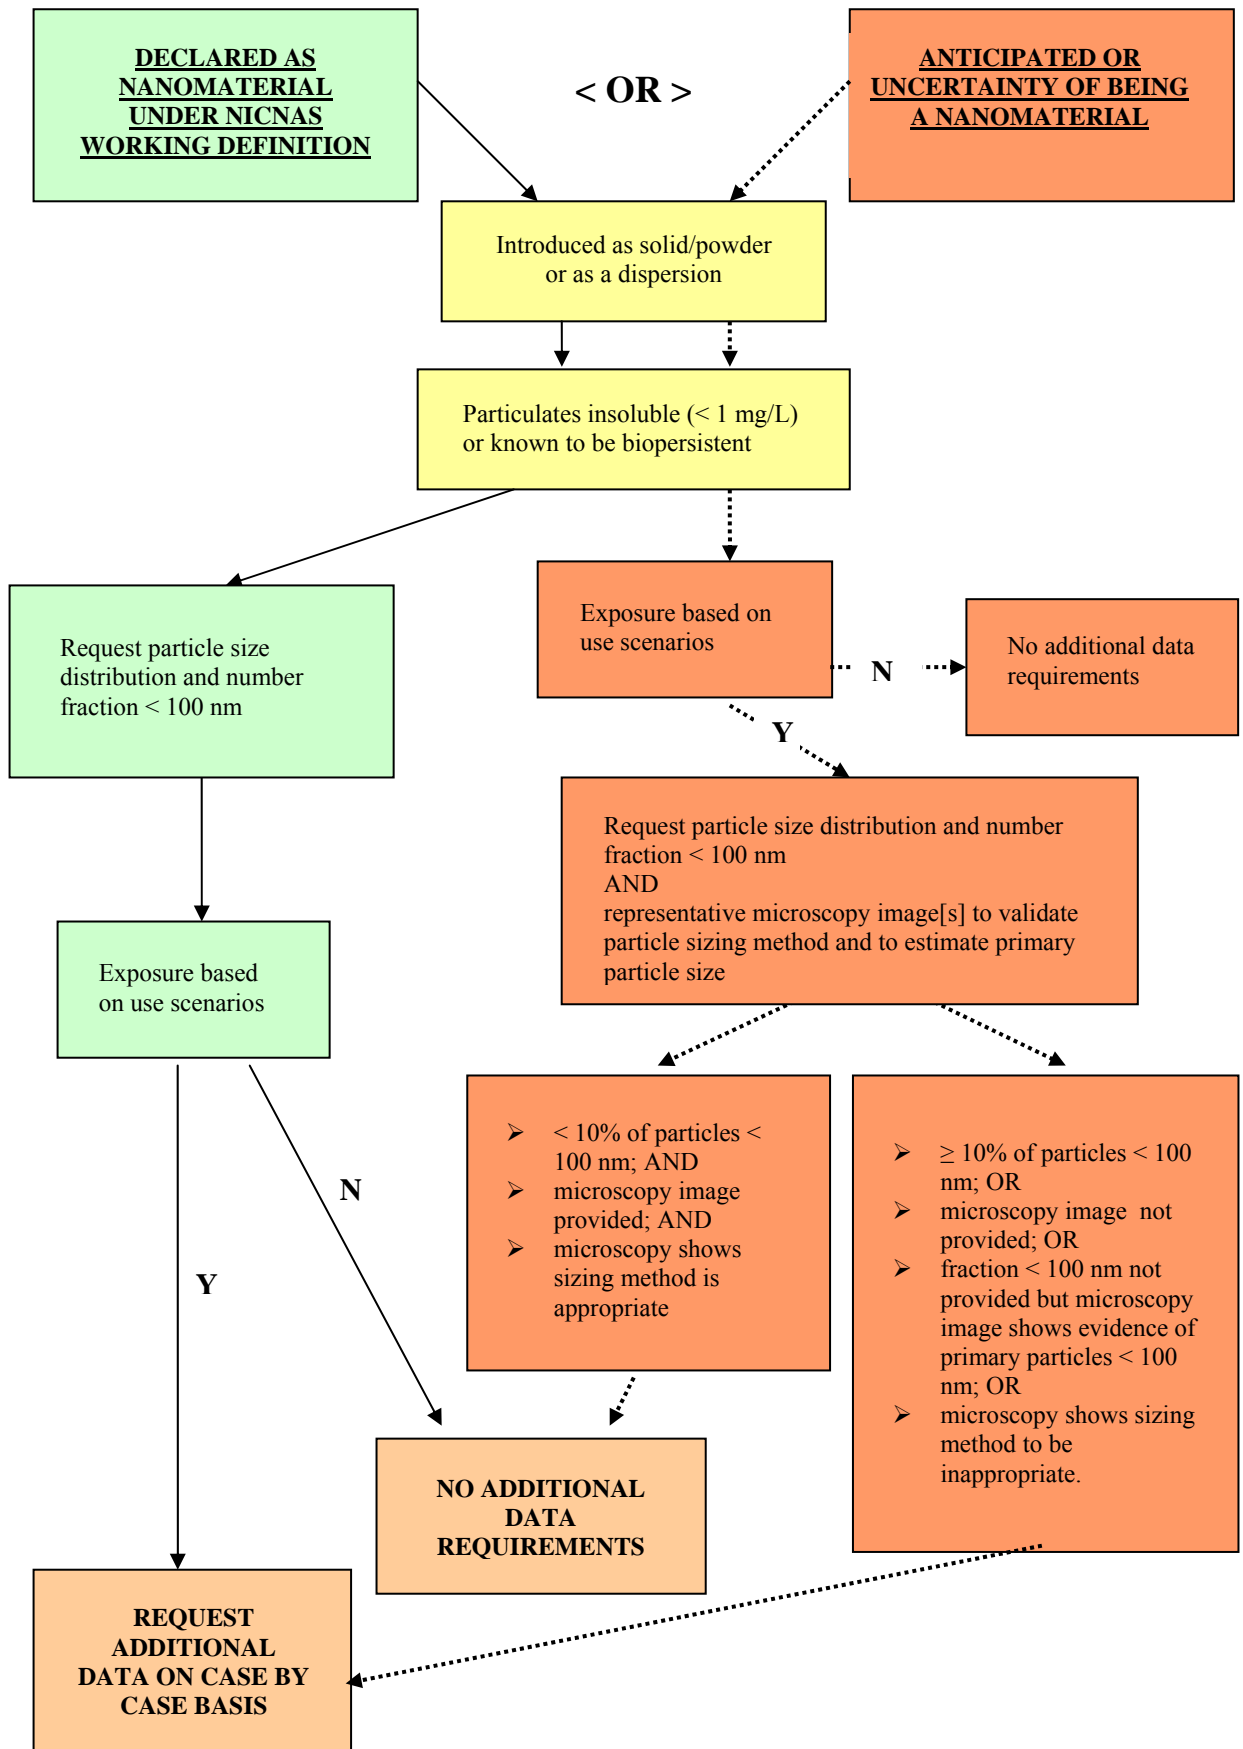 DECLARED AS
NANOMATERIAL
UNDER NICNAS
WORKING DEFINITION
< OR >
ANTICIPATED OR
UNCERTAINTY OF BEING
A NANOMATERIAL
Introduced as solid/powder
or as a dispersion
Particulates insoluble (< 1 mg/L)
or known to be biopersistent
Request particle size
distribution and number
fraction < 100 nm
Exposure based on
use scenarios
N
No additional data
requirements
Y
Request particle size distribution and number
fraction < 100 nm
AND
representative microscopy image[s] to validate
particle sizing method and to estimate primary
particle size
Exposure based
on use scenarios
Y
N
➢ < 10% of particles <
100 nm; AND
➢ microscopy image
provided; AND
➢ microscopy shows
sizing method is
appropriate
➢ ≥ 10% of particles < 100
nm; OR
➢ microscopy image not
provided; OR
➢ fraction < 100 nm not
provided but microscopy
image shows evidence of
primary particles < 100
nm; OR
➢ microscopy shows sizing
method to be
inappropriate.
NO ADDITIONAL
DATA
REQUIREMENTS
REQUEST
ADDITIONAL
DATA ON CASE BY
CASE BASIS